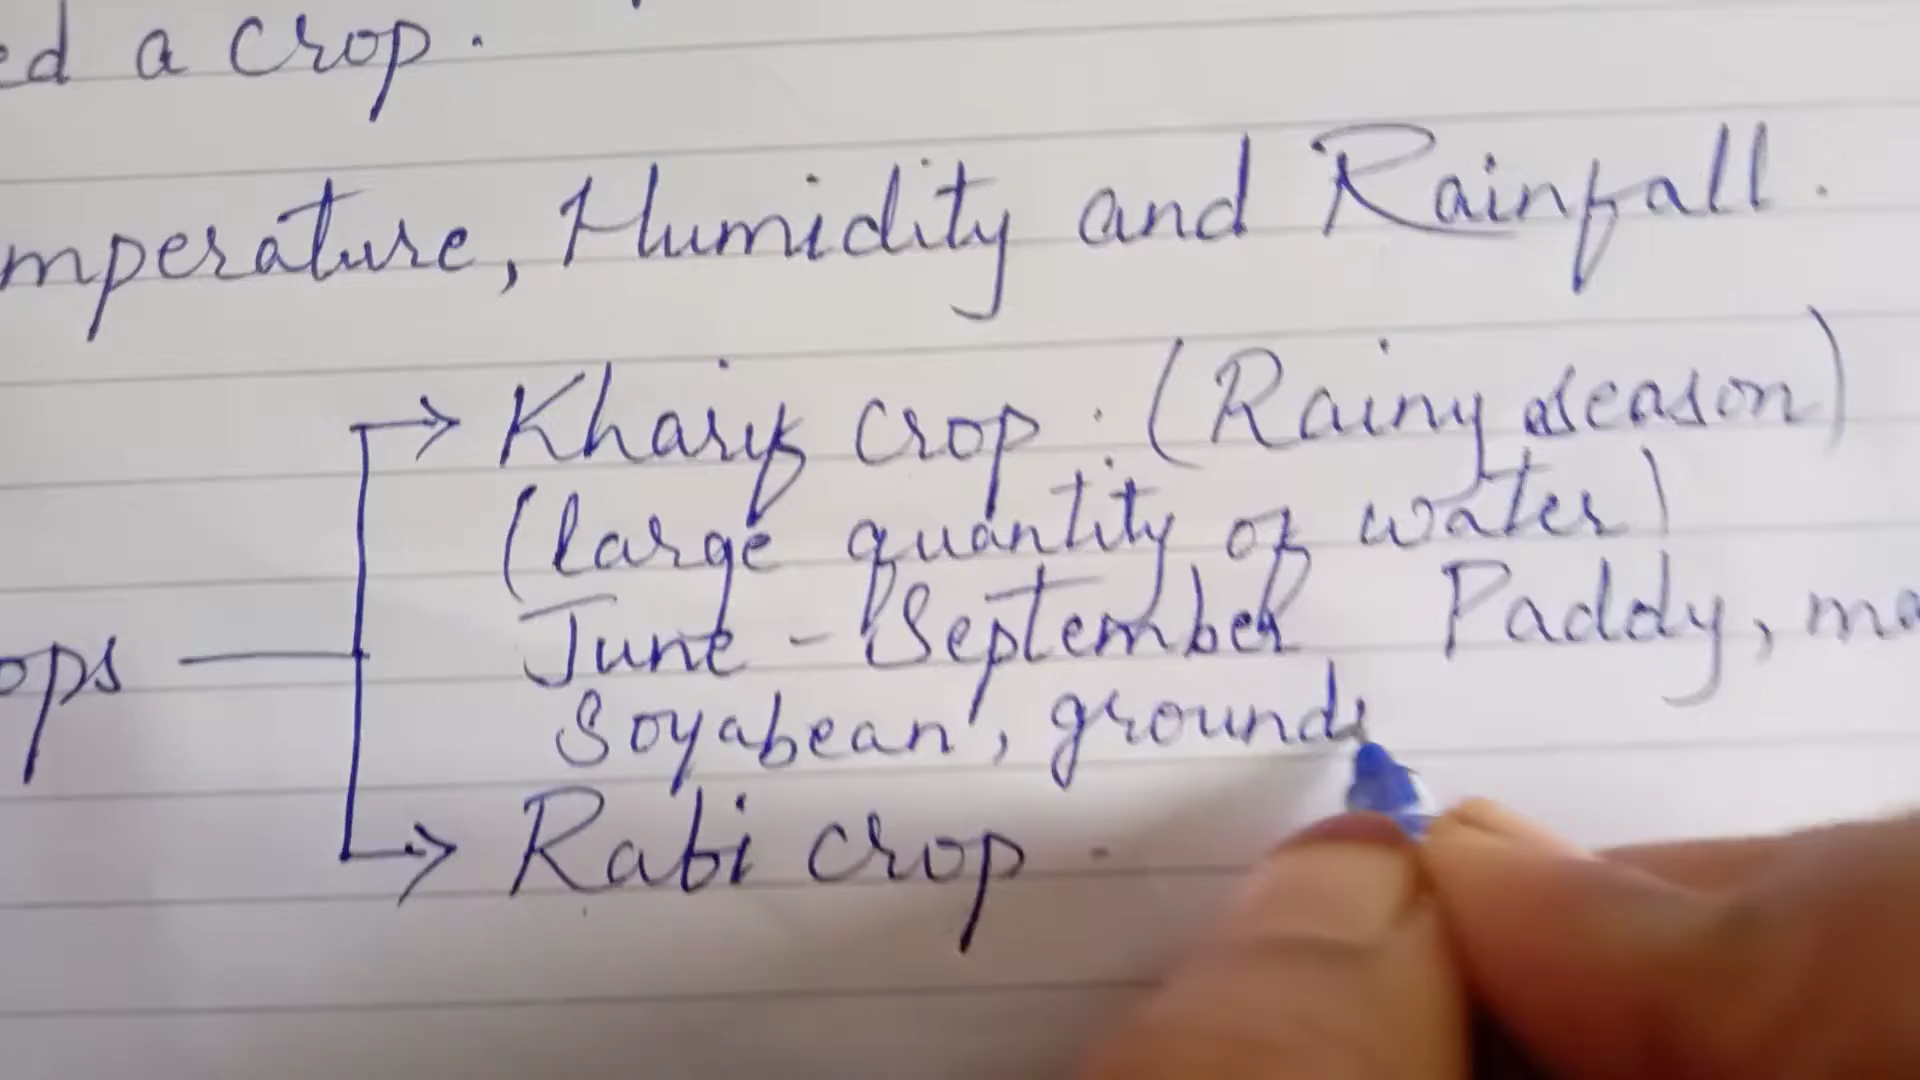 ed a crop.
mperature, Humidity and Rainfall.
ops → Kharif crop : (Rainy season)
(large quantity of water)
June - September Paddy, ma
Soyabean, ground
→ Rabi crop -